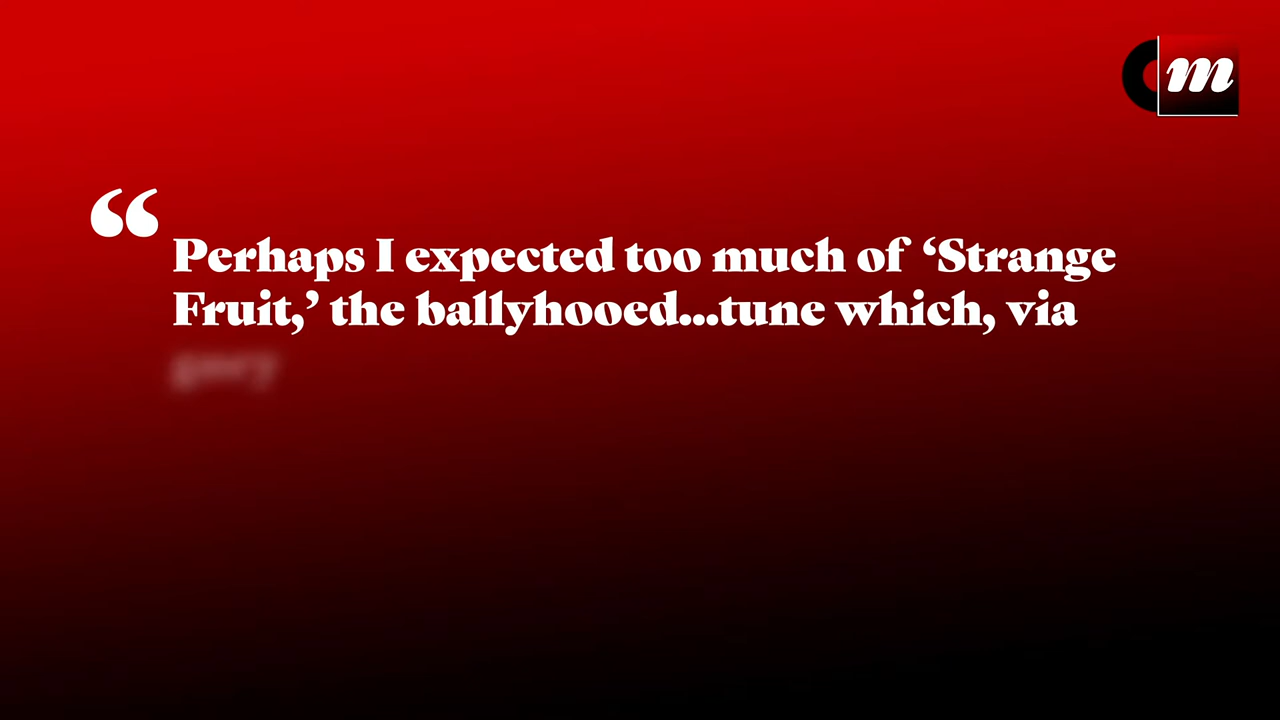 m
“Perhaps I expected too much of ‘Strange
Fruit,’ the ballyhooed...tune which, via